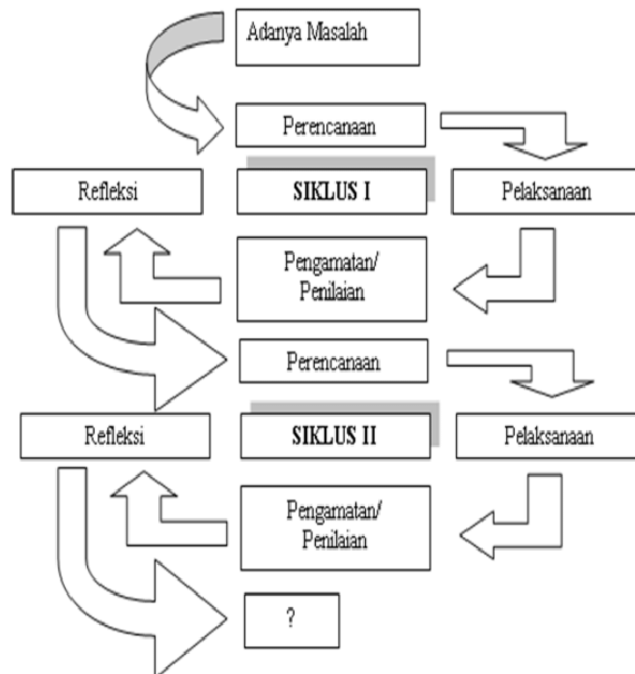 Adanya Masalah
Perencanaan
Refleksi
SIKLUS I
Pelaksanaan
Pengamatan/
Penilaian
Perencanaan
Refleksi
SIKLUS II
Pelaksanaan
Pengamatan/
Penilaian
?